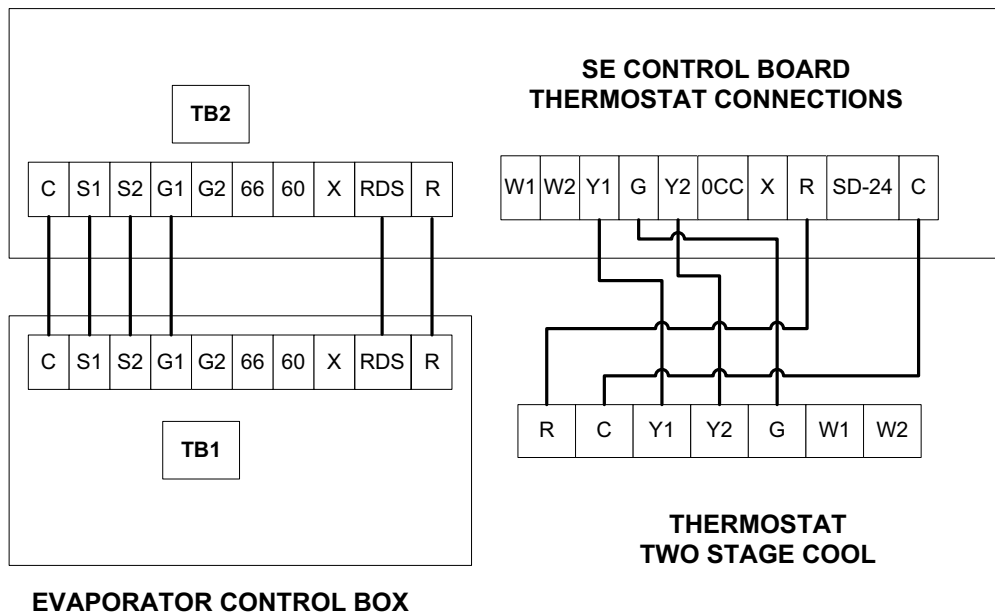 SE CONTROL BOARD
THERMOSTAT CONNECTIONS
TB2
C S1 S2 G1 G2 66 60 X RDS R
W1 W2 Y1 G Y2 0CC X R SD-24 C
C S1 S2 G1 G2 66 60 X RDS R
TB1
R C Y1 Y2 G W1 W2
THERMOSTAT
TWO STAGE COOL
EVAPORATOR CONTROL BOX